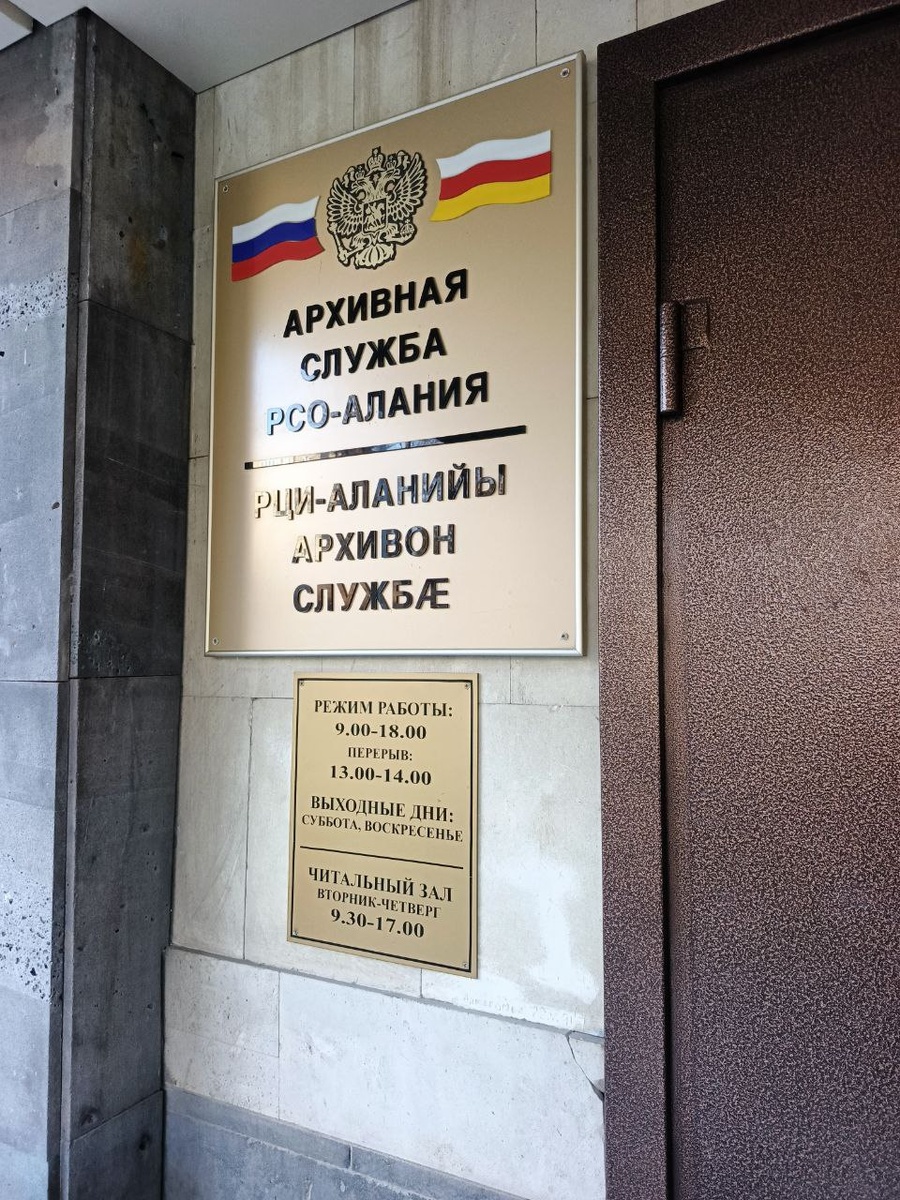 АРХИВНАЯ
СЛУЖБА
РСО-АЛАНИЯ
РЦИ-АЛАНИЙЫ
АРХИВОН
СЛУЖБӔ
РЕЖИМ РАБОТЫ:
9.00-18.00
ПЕРЕРЫВ:
13.00-14.00
ВЫХОДНЫЕ ДНИ:
СУББОТА, ВОСКРЕСЕНЬЕ
ЧИТАЛЬНЫЙ ЗАЛ
ВТОРНИК-ЧЕТВЕРГ
9.30-17.00